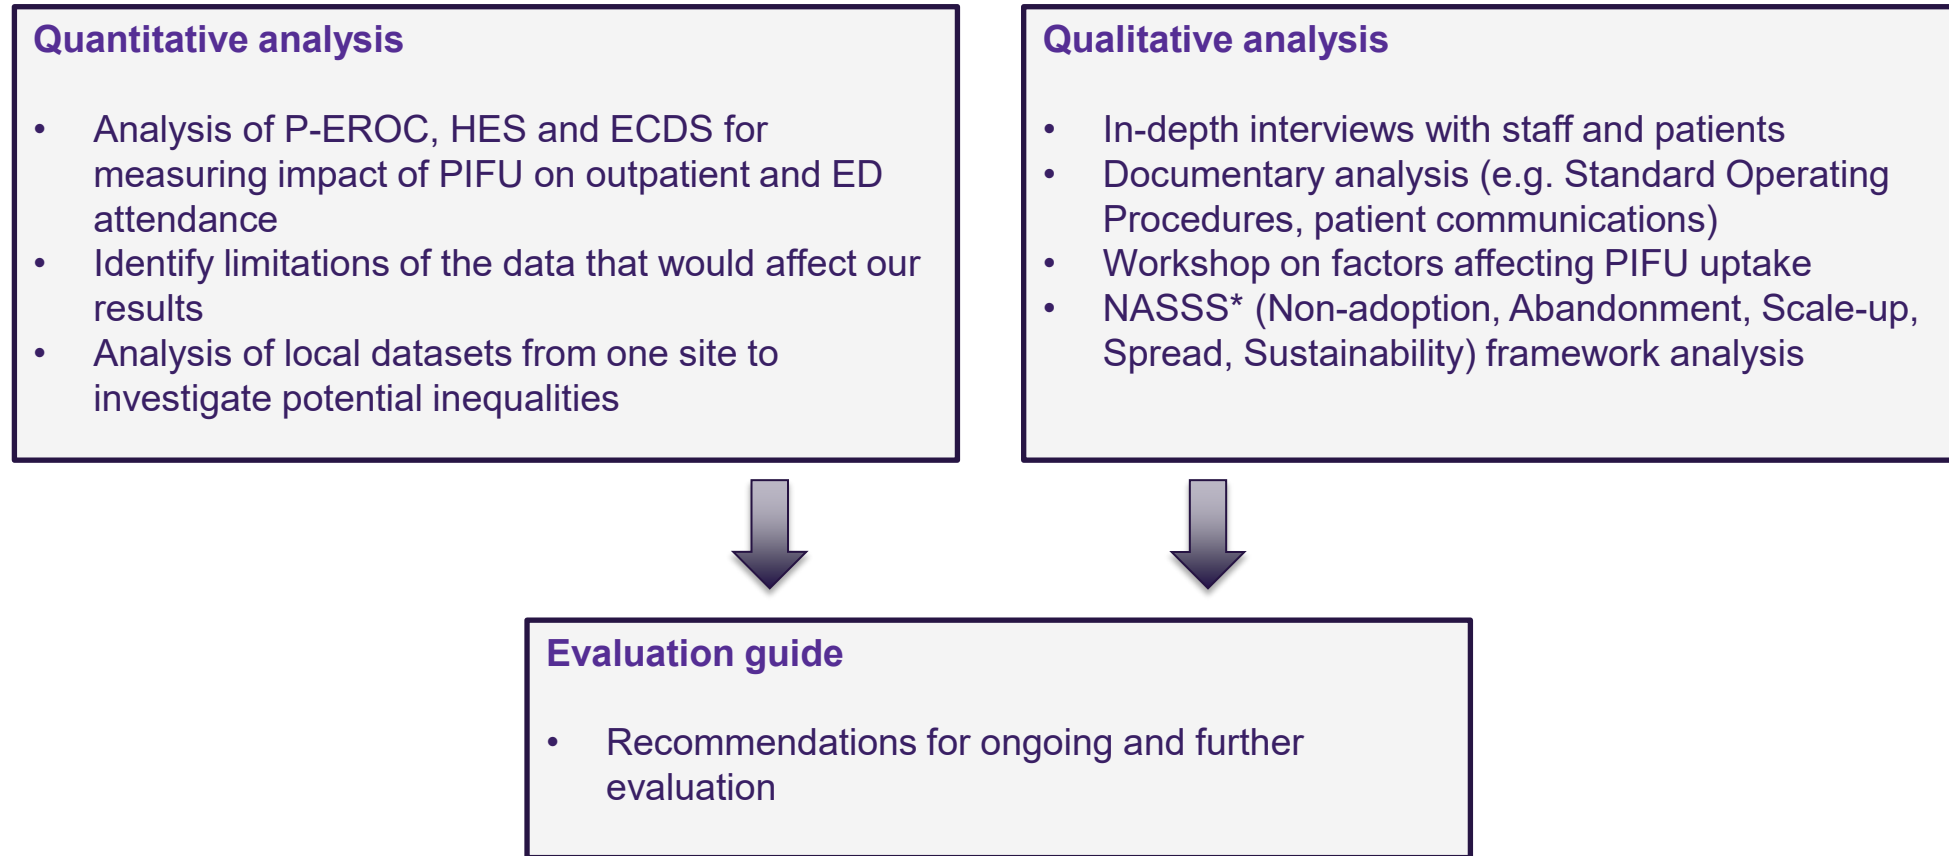 Quantitative analysis
• Analysis of P-EROC, HES and ECDS for
measuring impact of PIFU on outpatient and ED
attendance
• Identify limitations of the data that would affect our
results
• Analysis of local datasets from one site to
investigate potential inequalities
Qualitative analysis
• In-depth interviews with staff and patients
• Documentary analysis (e.g. Standard Operating
Procedures, patient communications)
• Workshop on factors affecting PIFU uptake
• NASSS* (Non-adoption, Abandonment, Scale-up,
Spread, Sustainability) framework analysis
Evaluation guide
• Recommendations for ongoing and further
evaluation